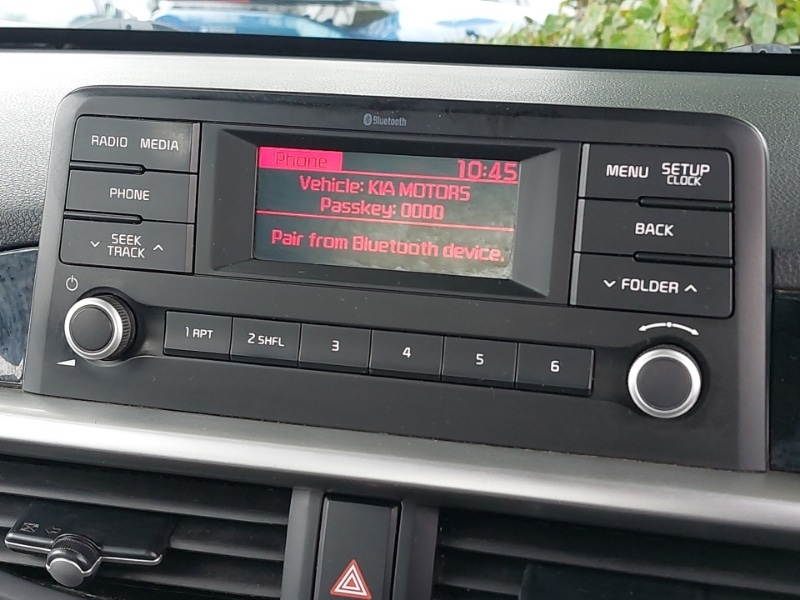 Bluetooth
RADIO MEDIA
PHONE
SEEK
TRACK
Phone 10:45
Vehicle: KIA MOTORS
Passkey: 0000
Pair from Bluetooth device.
MENU SETUP
CLOCK
BACK
FOLDER
1 RPT 2 SHFL 3 4 5 6